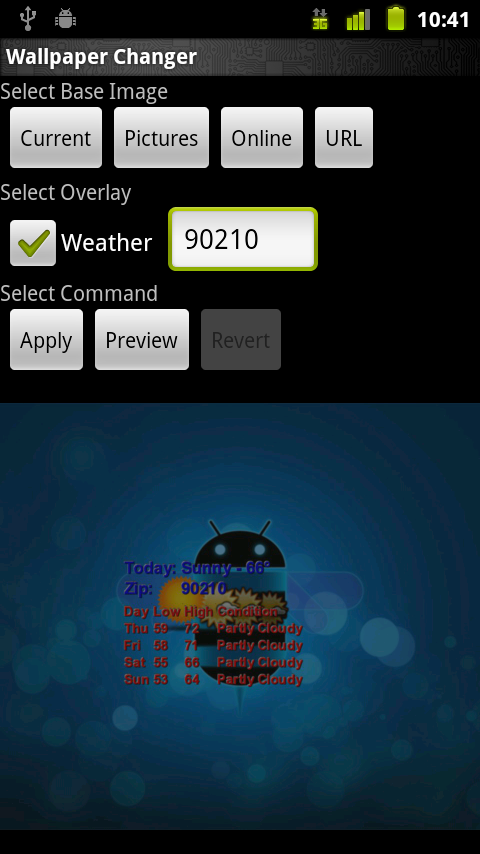 3G 10:41
Wallpaper Changer
Select Base Image
Current Pictures Online URL
Select Overlay
Weather 90210
Select Command
Apply Preview Revert
Today: Sunny - 66°
Zip: 90210
Day Low High Condition
Thu 59 72 Partly Cloudy
Fri 58 71 Partly Cloudy
Sat 55 66 Partly Cloudy
Sun 53 64 Partly Cloudy